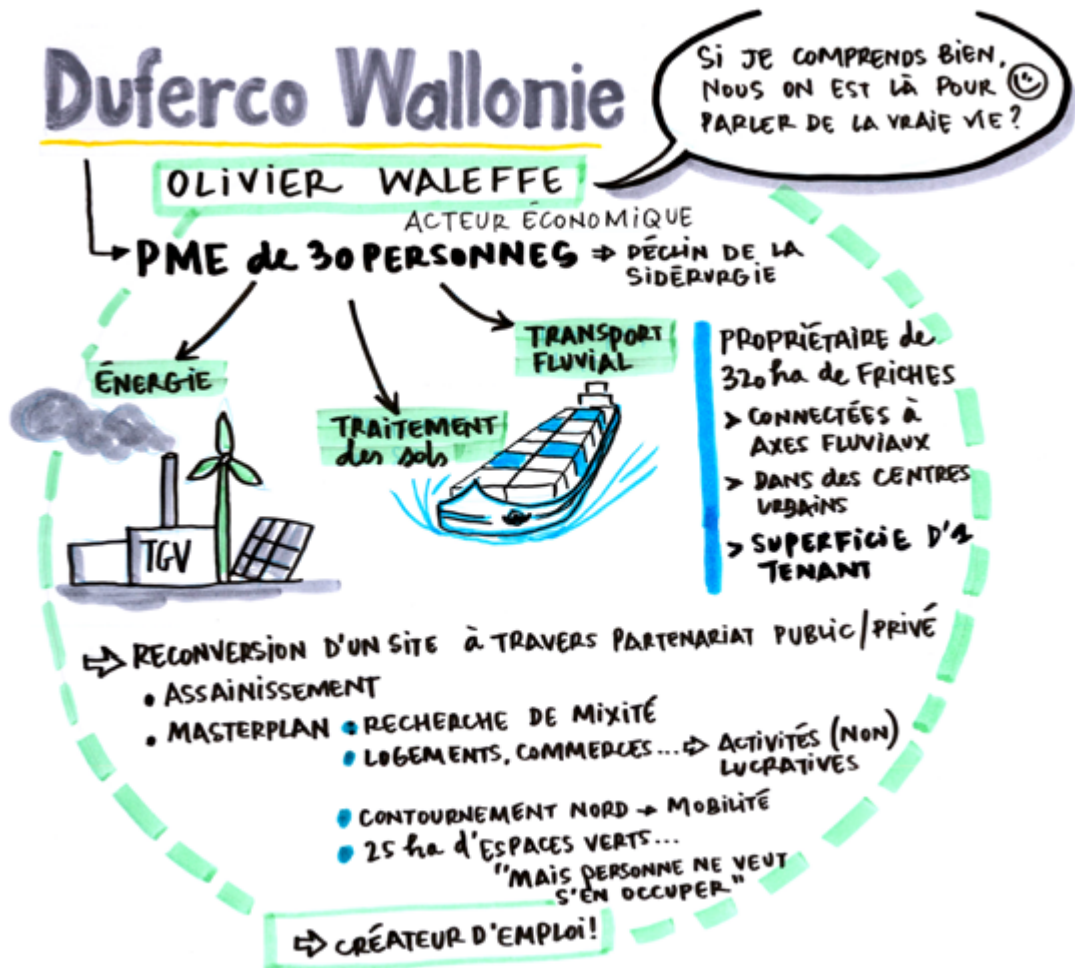 Duferco Wallonie
Si JE COMPRENDS BiEN,
NOUS ON EST LÀ POUR
PARLER DE LA VRAiE ViE?
OLiViER WALEFFE
ACTEUR ÉCONOMiQUE
PME de 30 PERSONNES ⇒ DÉCLiN DE LA
SiDÉRURGiE
ÉNERGiE
TRAiTEMENT
des sols
TRANSPORT
FLUViAL
TGV
PROPRiÉTAiRE de
320 ha de FRiCHES
> CONNECTÉES À
AXES FLUViAUX
> DANS des CENTRES
URBAiNS
> SUPERFiCiE D'1
TENANT
⇒ RECONVERSiON D'UN SiTE à TRAVERS PARTENARiAT PUBLiC/PRiVÉ
• ASSAiNiSSEMENT
• MASTERPLAN • RECHERCHE DE MiXiTÉ
• LOGEMENTS, COMMERCES... ⇒ ACTiViTÉS (NON)
LUCRATiVES
• CONTOURNEMENT NORD → MOBiLiTÉ
• 25 ha d'ESPACES VERTS...
"MAiS PERSONNE NE VEUT
S'EN OCCUPER"
⇒ CRÉATEUR D'EMPLOi!